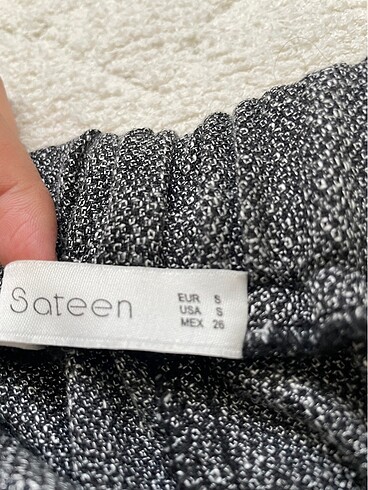 Sateen
EUR S
USA S
MEX 26